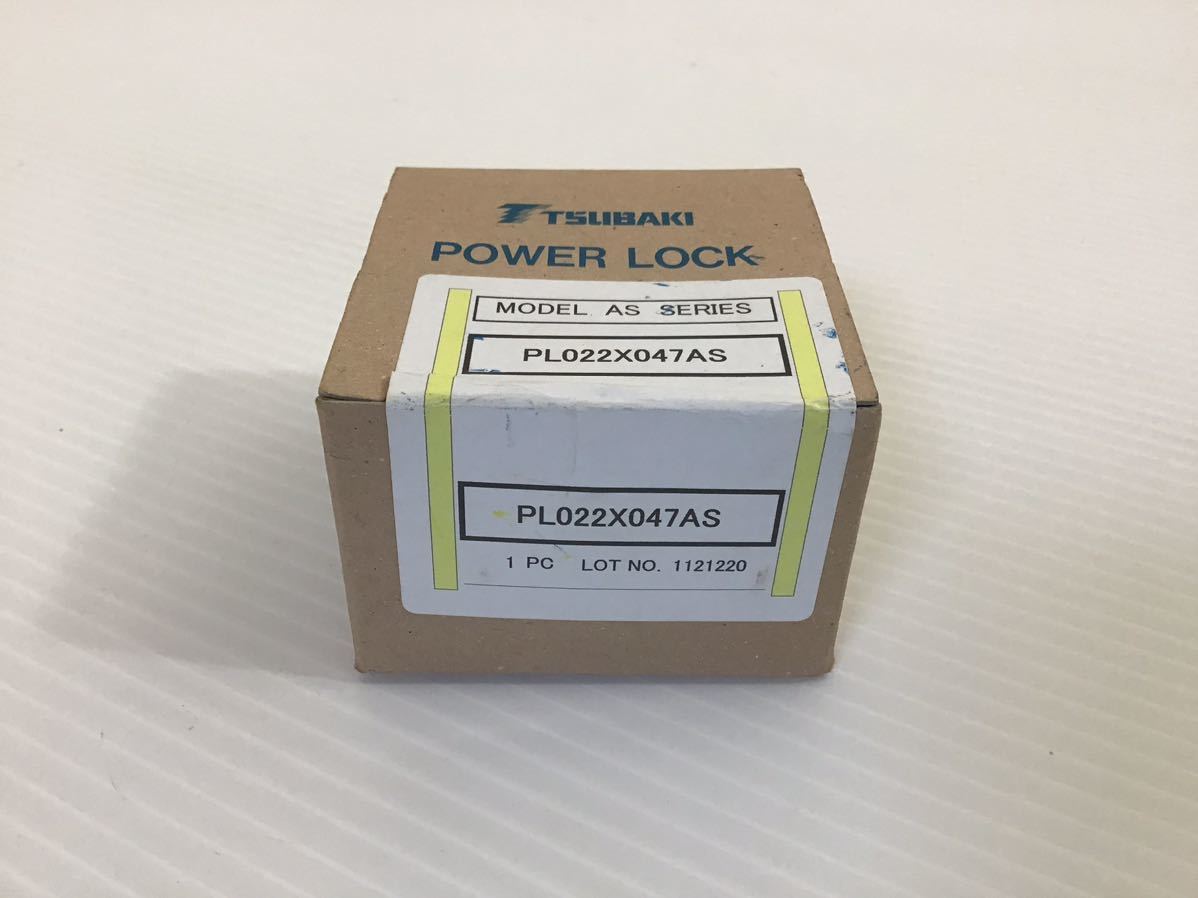 TSUBAKI
POWER LOCK
MODEL AS SERIES
PL022X047AS
PL022X047AS
1 PC LOT NO. 1121220